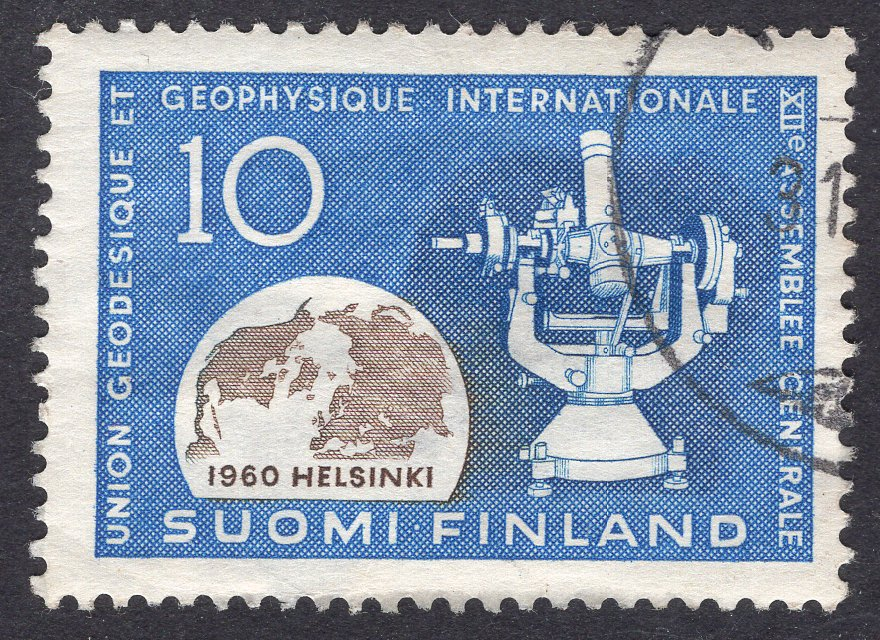 UNION GEODESIQUE ET
GEOPHYSIQUE INTERNATIONALE
XIIe ASSEMBLEE GENERALE
10
1960 HELSINKI
SUOMI·FINLAND